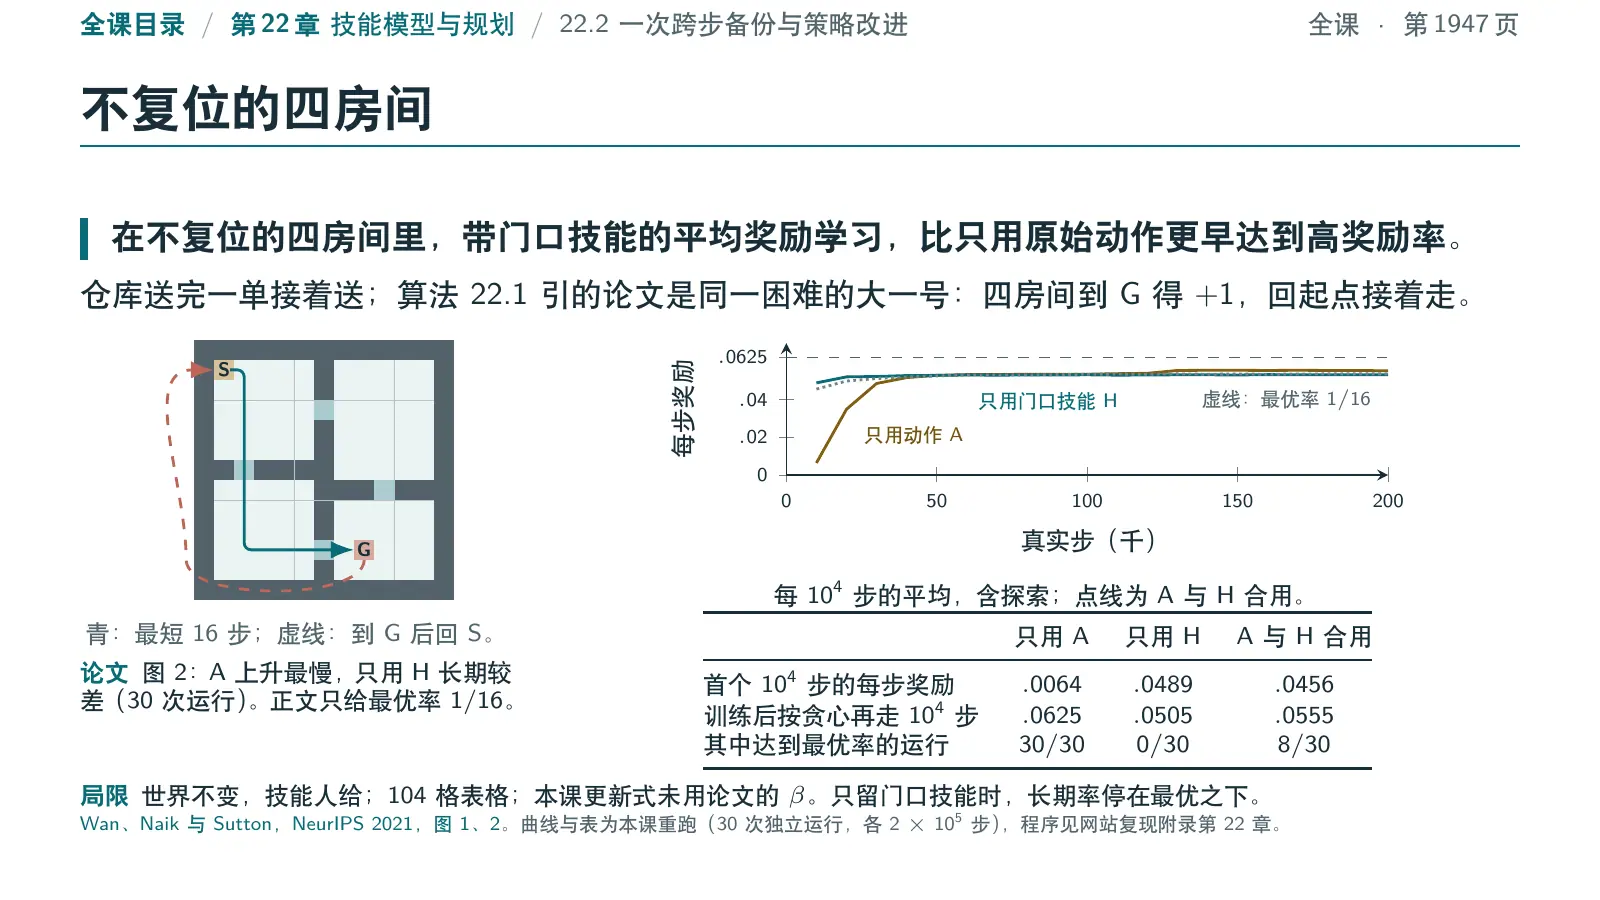 全课目录 / 第 22 章 技能模型与规划 / 22.2 一次跨步备份与策略改进
全课 · 第 1947 页
不复位的四房间
在不复位的四房间里，带门口技能的平均奖励学习，比只用原始动作更早达到高奖励率。
仓库送完一单接着送；算法 22.1 引的论文是同一困难的大一号：四房间到 G 得 +1，回起点接着走。
S
G
青：最短 16 步；虚线：到 G 后回 S。
论文 图 2：A 上升最慢，只用 H 长期较
差（30 次运行）。正文只给最优率 1/16。
每步奖励
.0625
.04
.02
0
只用门口技能 H
虚线：最优率 1/16
只用动作 A
0 50 100 150 200
真实步（千）
每 10⁴ 步的平均，含探索；点线为 A 与 H 合用。
只用 A 只用 H A 与 H 合用
首个 10⁴ 步的每步奖励 .0064 .0489 .0456
训练后按贪心再走 10⁴ 步 .0625 .0505 .0555
其中达到最优率的运行 30/30 0/30 8/30
局限 世界不变，技能人给；104 格表格；本课更新式未用论文的 β。只留门口技能时，长期率停在最优之下。
Wan、Naik 与 Sutton，NeurIPS 2021，图 1、2。曲线与表为本课重跑（30 次独立运行，各 2 × 10⁵ 步），程序见网站复现附录第 22 章。